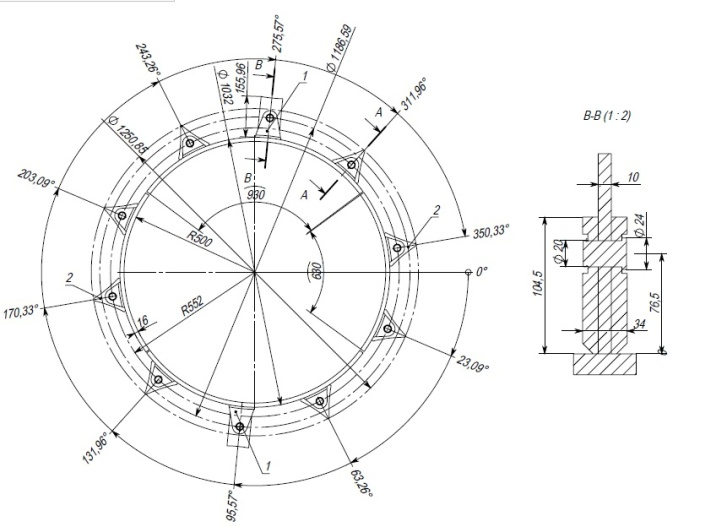 275,57°
243,26°
Ø 1186,59
B
1
Ø 1032
155,96
A
311,96°
B-B (1 : 2)
Ø 1250,85
10
203,09°
B
930
A
2
Ø 24
R500
350,33°
Ø 20
0°
630
2
104,5
76,5
170,33°
R552
16
34
23,09°
131,96°
1
63,26°
95,57°